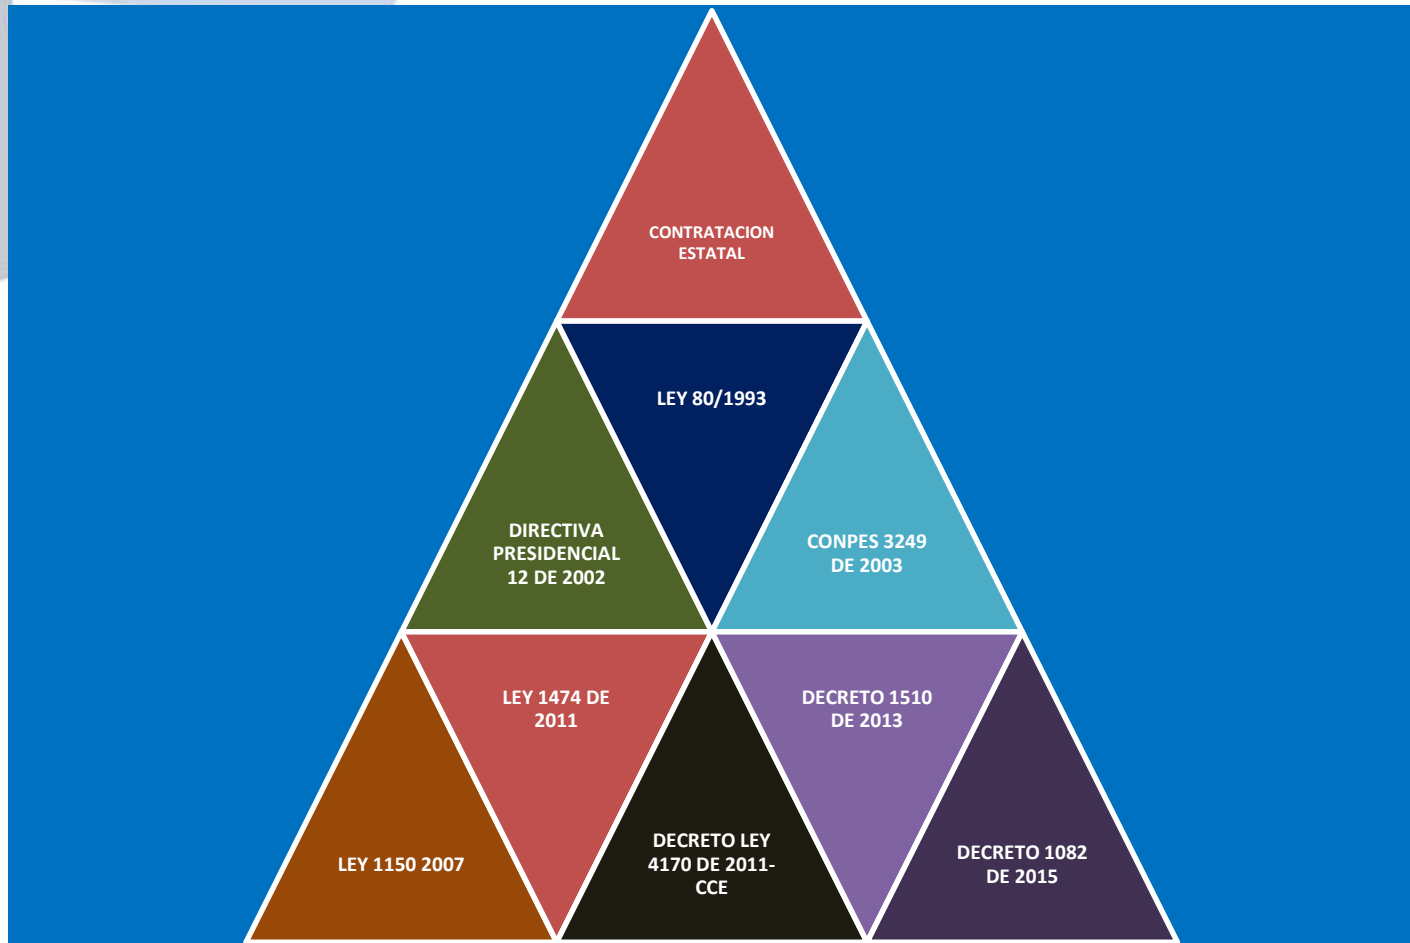 CONTRATACION
ESTATAL
LEY 80/1993
DIRECTIVA
PRESIDENCIAL
12 DE 2002
CONPES 3249
DE 2003
LEY 1150 2007
LEY 1474 DE
2011
DECRETO LEY
4170 DE 2011-
CCE
DECRETO 1510
DE 2013
DECRETO 1082
DE 2015